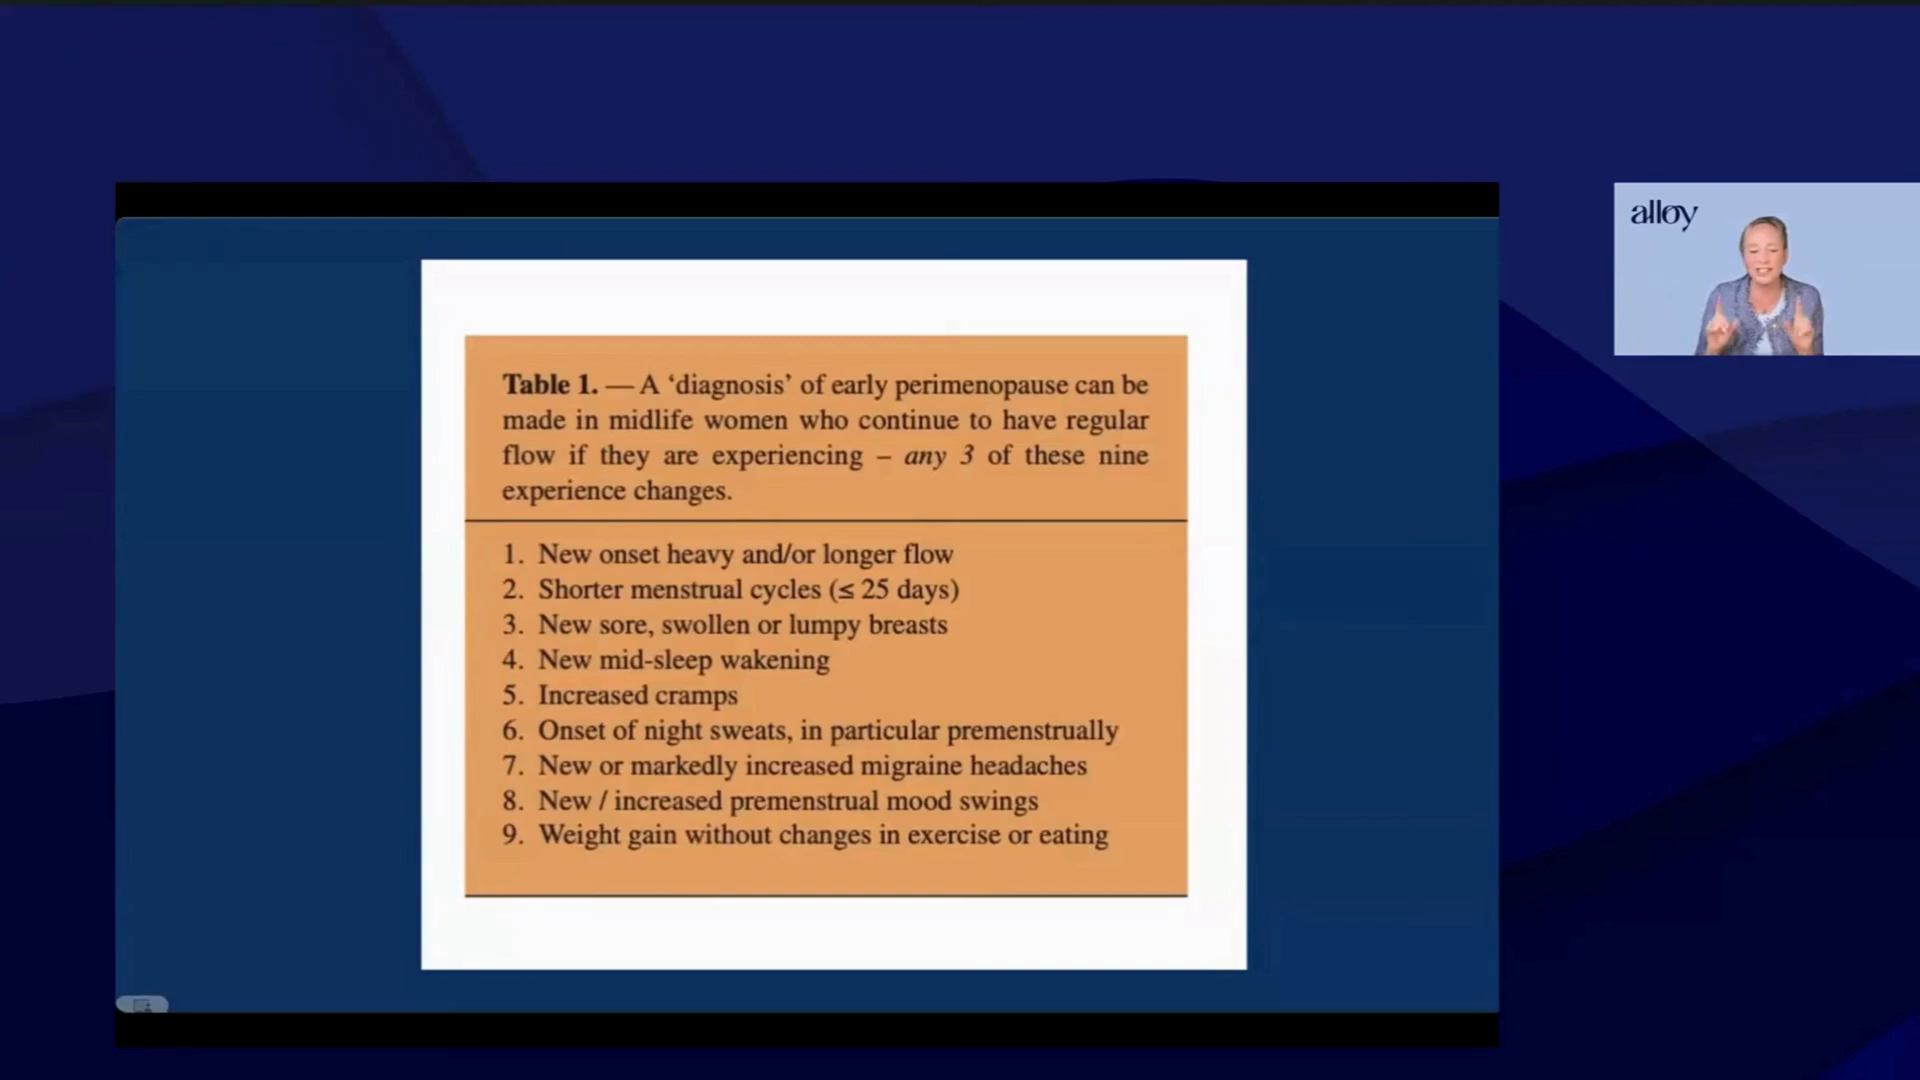 alloy
Table 1. — A ‘diagnosis’ of early perimenopause can be
made in midlife women who continue to have regular
flow if they are experiencing – any 3 of these nine
experience changes.
1. New onset heavy and/or longer flow
2. Shorter menstrual cycles (≤ 25 days)
3. New sore, swollen or lumpy breasts
4. New mid-sleep wakening
5. Increased cramps
6. Onset of night sweats, in particular premenstrually
7. New or markedly increased migraine headaches
8. New / increased premenstrual mood swings
9. Weight gain without changes in exercise or eating